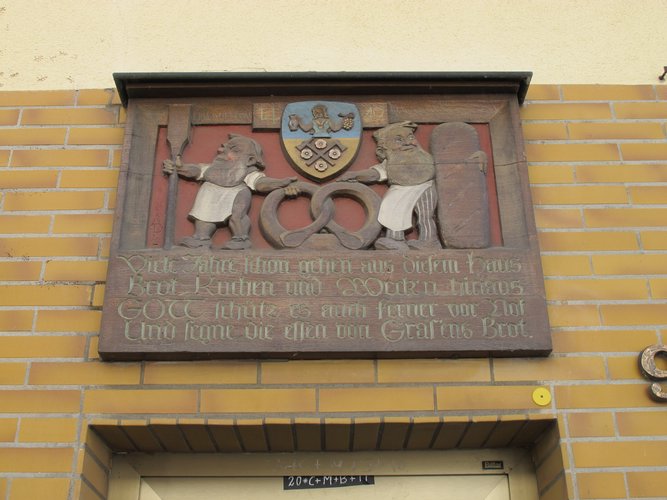 Viele Jahre schon gehen aus diesem Haus
Brot Kuchen und Wecken hinaus
GOTT schütz es auch ferner vor Not
Und segne die essen von Grafens Brot.
20*C+M+B+11
9